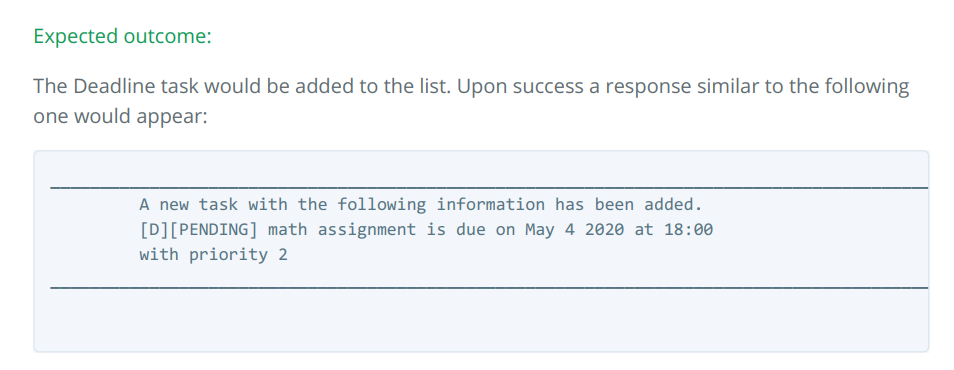 Expected outcome:
The Deadline task would be added to the list. Upon success a response similar to the following
one would appear:
A new task with the following information has been added.
[D][PENDING] math assignment is due on May 4 2020 at 18:00
with priority 2